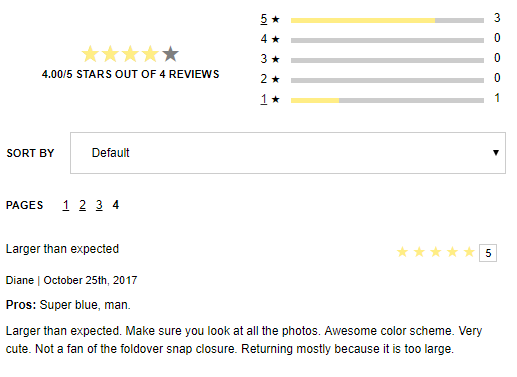 5 ★ 3
4 ★ 0
3 ★ 0
2 ★ 0
1 ★ 1
4.00/5 STARS OUT OF 4 REVIEWS
SORT BY Default
PAGES 1 2 3 4
Larger than expected 5
Diane | October 25th, 2017
Pros: Super blue, man.
Larger than expected. Make sure you look at all the photos. Awesome color scheme. Very
cute. Not a fan of the foldover snap closure. Returning mostly because it is too large.